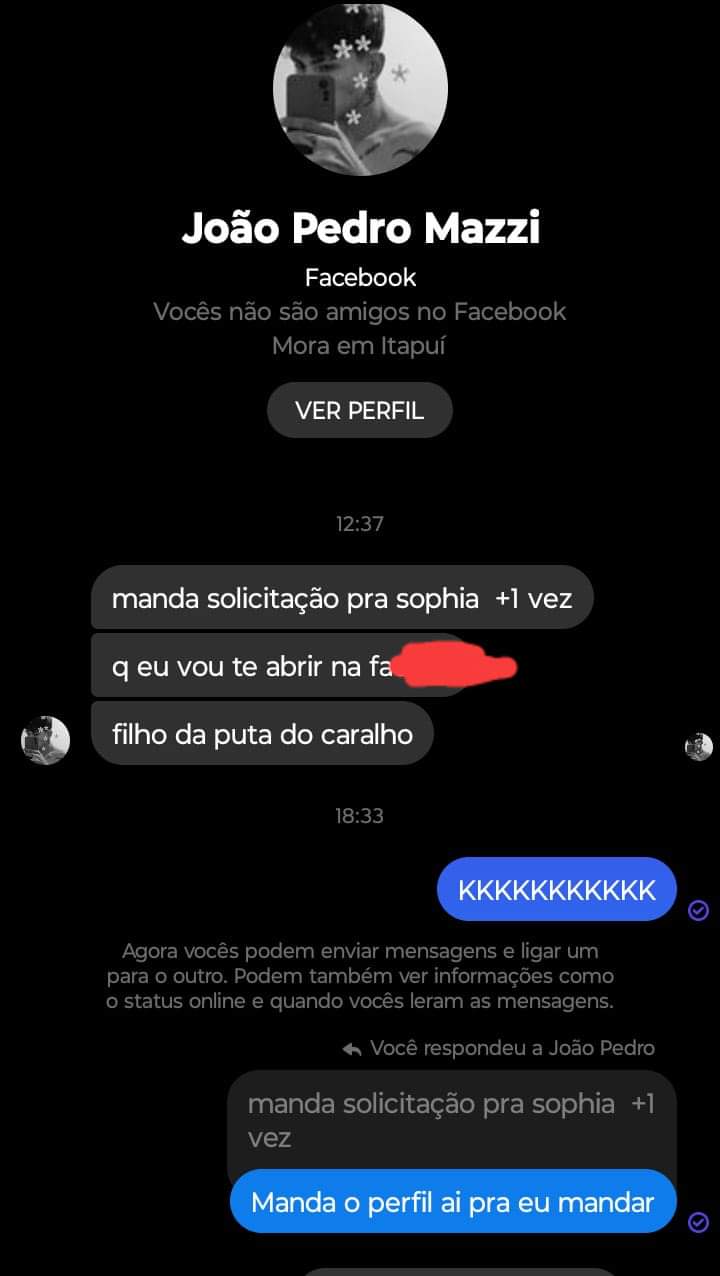 João Pedro Mazzi
Facebook
Vocês não são amigos no Facebook
Mora em Itapuí
VER PERFIL
12:37
manda solicitação pra sophia +1 vez
q eu vou te abrir na
filho da puta do caralho
18:33
KKKKKKKKKKK
Agora vocês podem enviar mensagens e ligar um
para o outro. Podem também ver informações como
o status online e quando vocês leram as mensagens.
Você respondeu a João Pedro
manda solicitação pra sophia +1
vez
Manda o perfil ai pra eu mandar